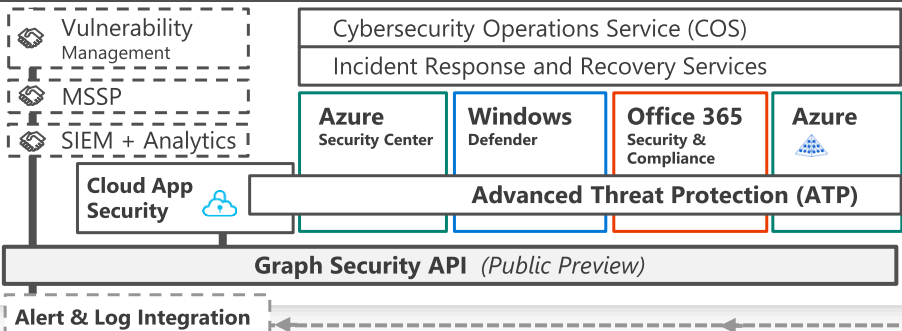 Vulnerability
Management
MSSP
SIEM + Analytics
Cybersecurity Operations Service (COS)
Incident Response and Recovery Services
Azure
Security Center
Windows
Defender
Office 365
Security &
Compliance
Azure
Cloud App
Security
Advanced Threat Protection (ATP)
Graph Security API (Public Preview)
Alert & Log Integration